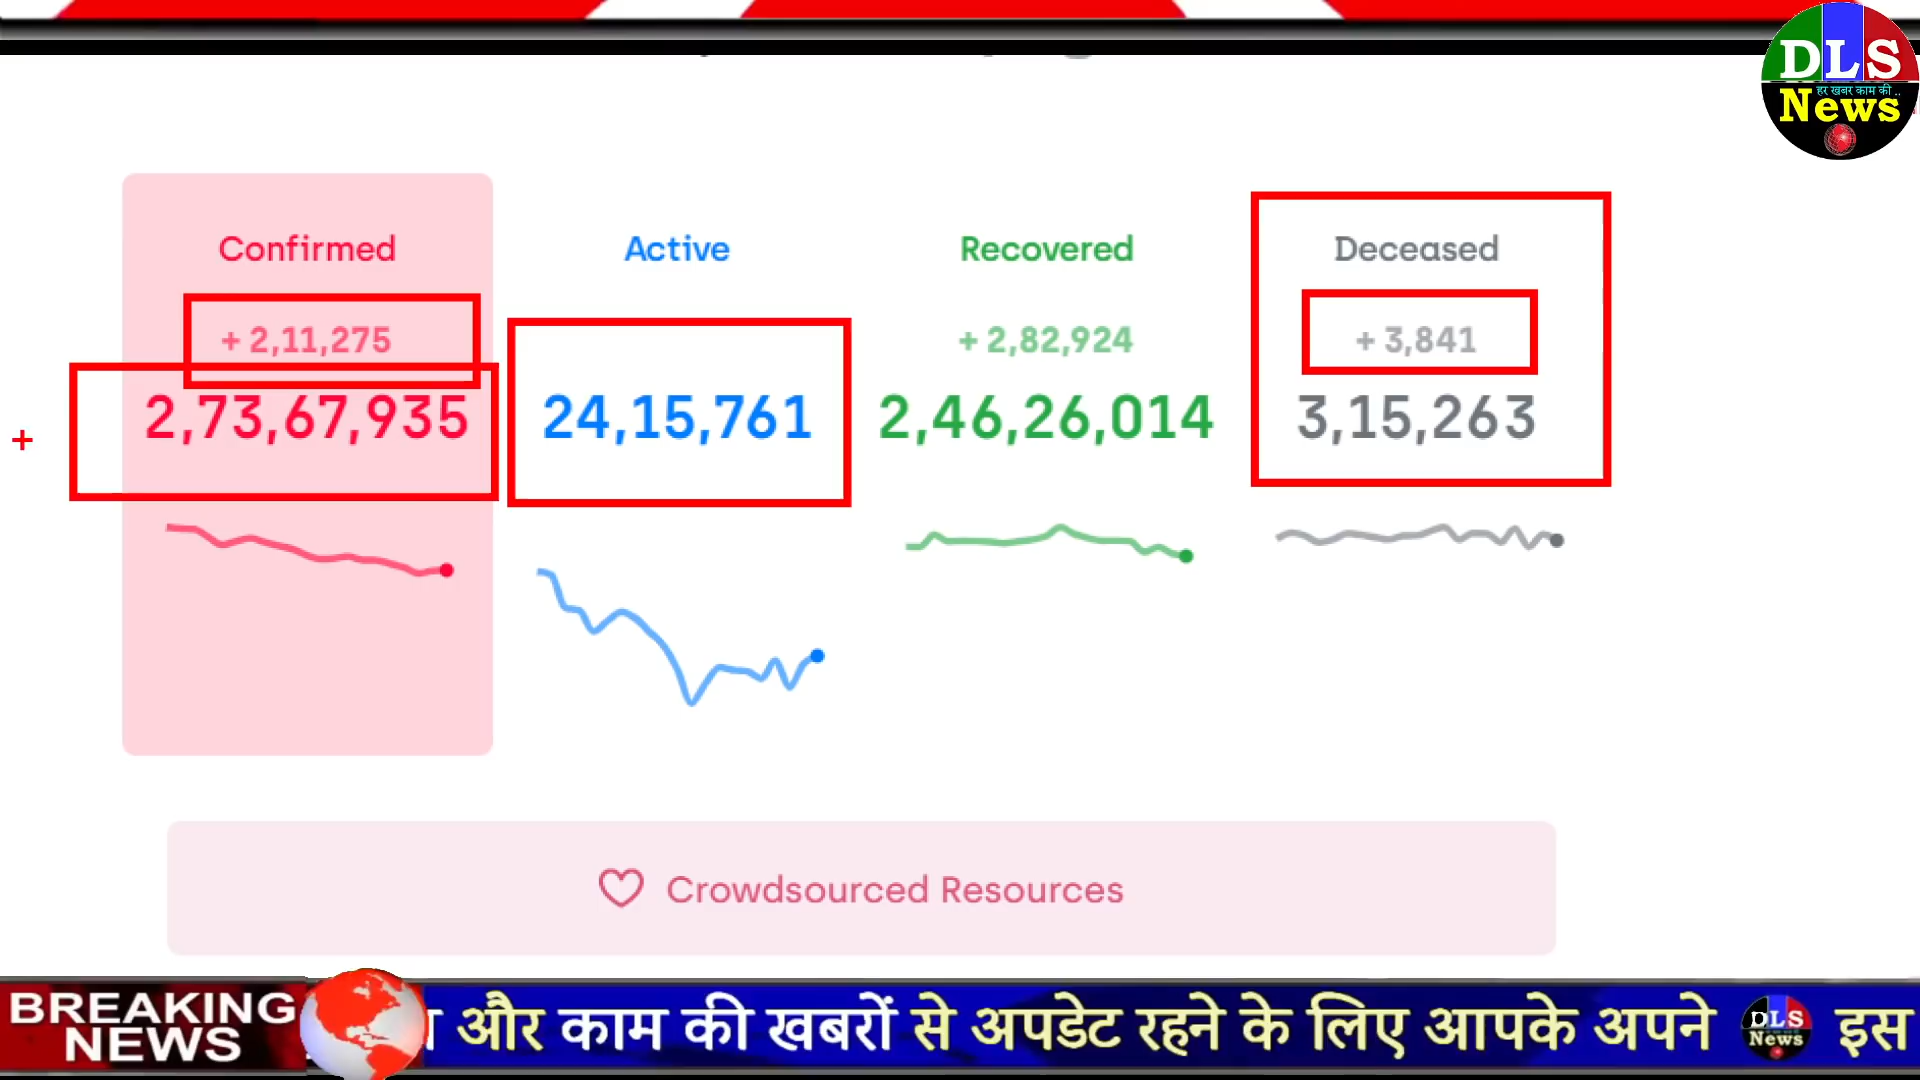 DLS
हर खबर काम की ..
News
Confirmed
Active
Recovered
Deceased
+ 2,11,275
+ 2,82,924
+ 3,841
+
2,73,67,935
24,15,761
2,46,26,014
3,15,263
Crowdsourced Resources
BREAKING
NEWS
और काम की खबरों से अपडेट रहने के लिए आपके अपने DLS News इस